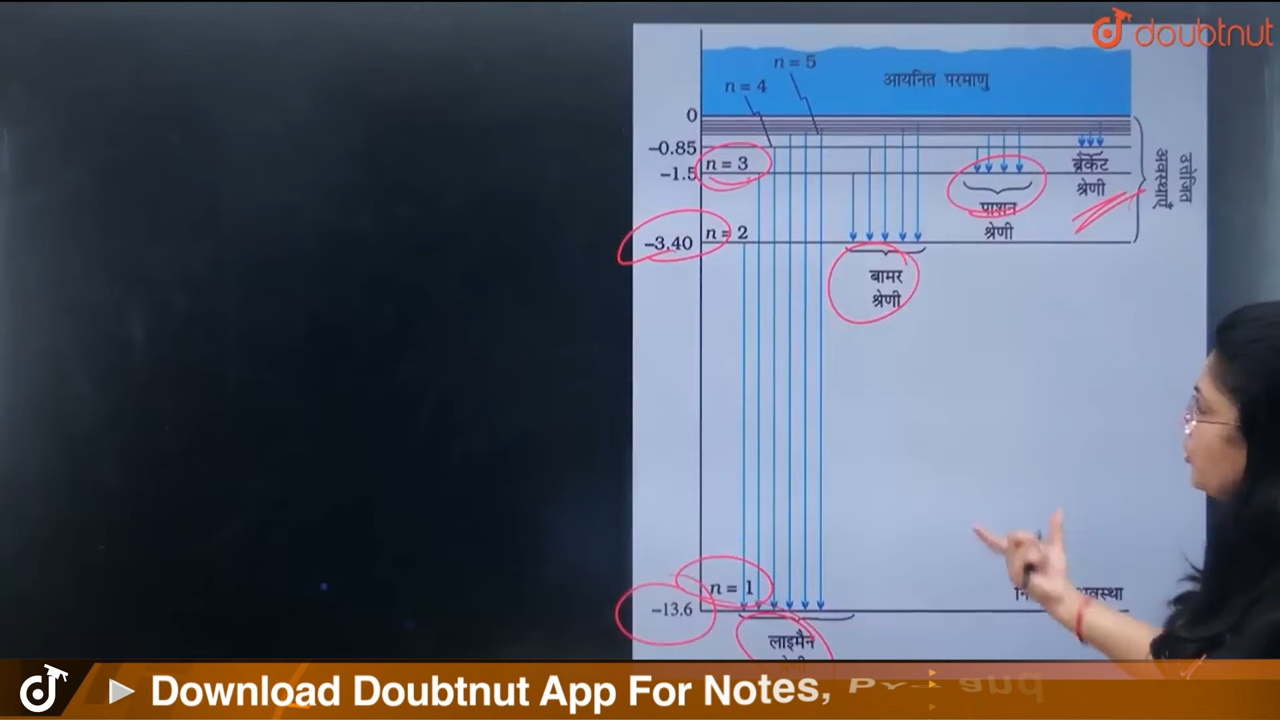 doubtnut
n = 5
n = 4
आयनित परमाणु
0
−0.85
n = 3
−1.5
ब्रैकेट
श्रेणी
पाशन
श्रेणी
उत्तेजित
अवस्थाएँ
n = 2
−3.40
बामर
श्रेणी
n = 1
−13.6
लाइमैन
Download Doubtnut App For Notes,
and